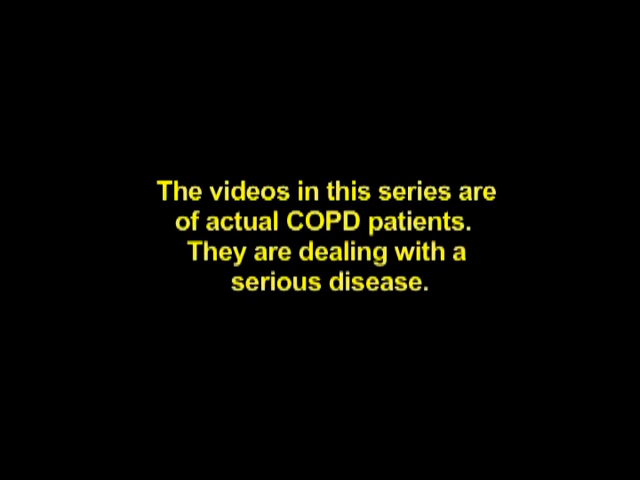 The videos in this series are
of actual COPD patients.
They are dealing with a
serious disease.